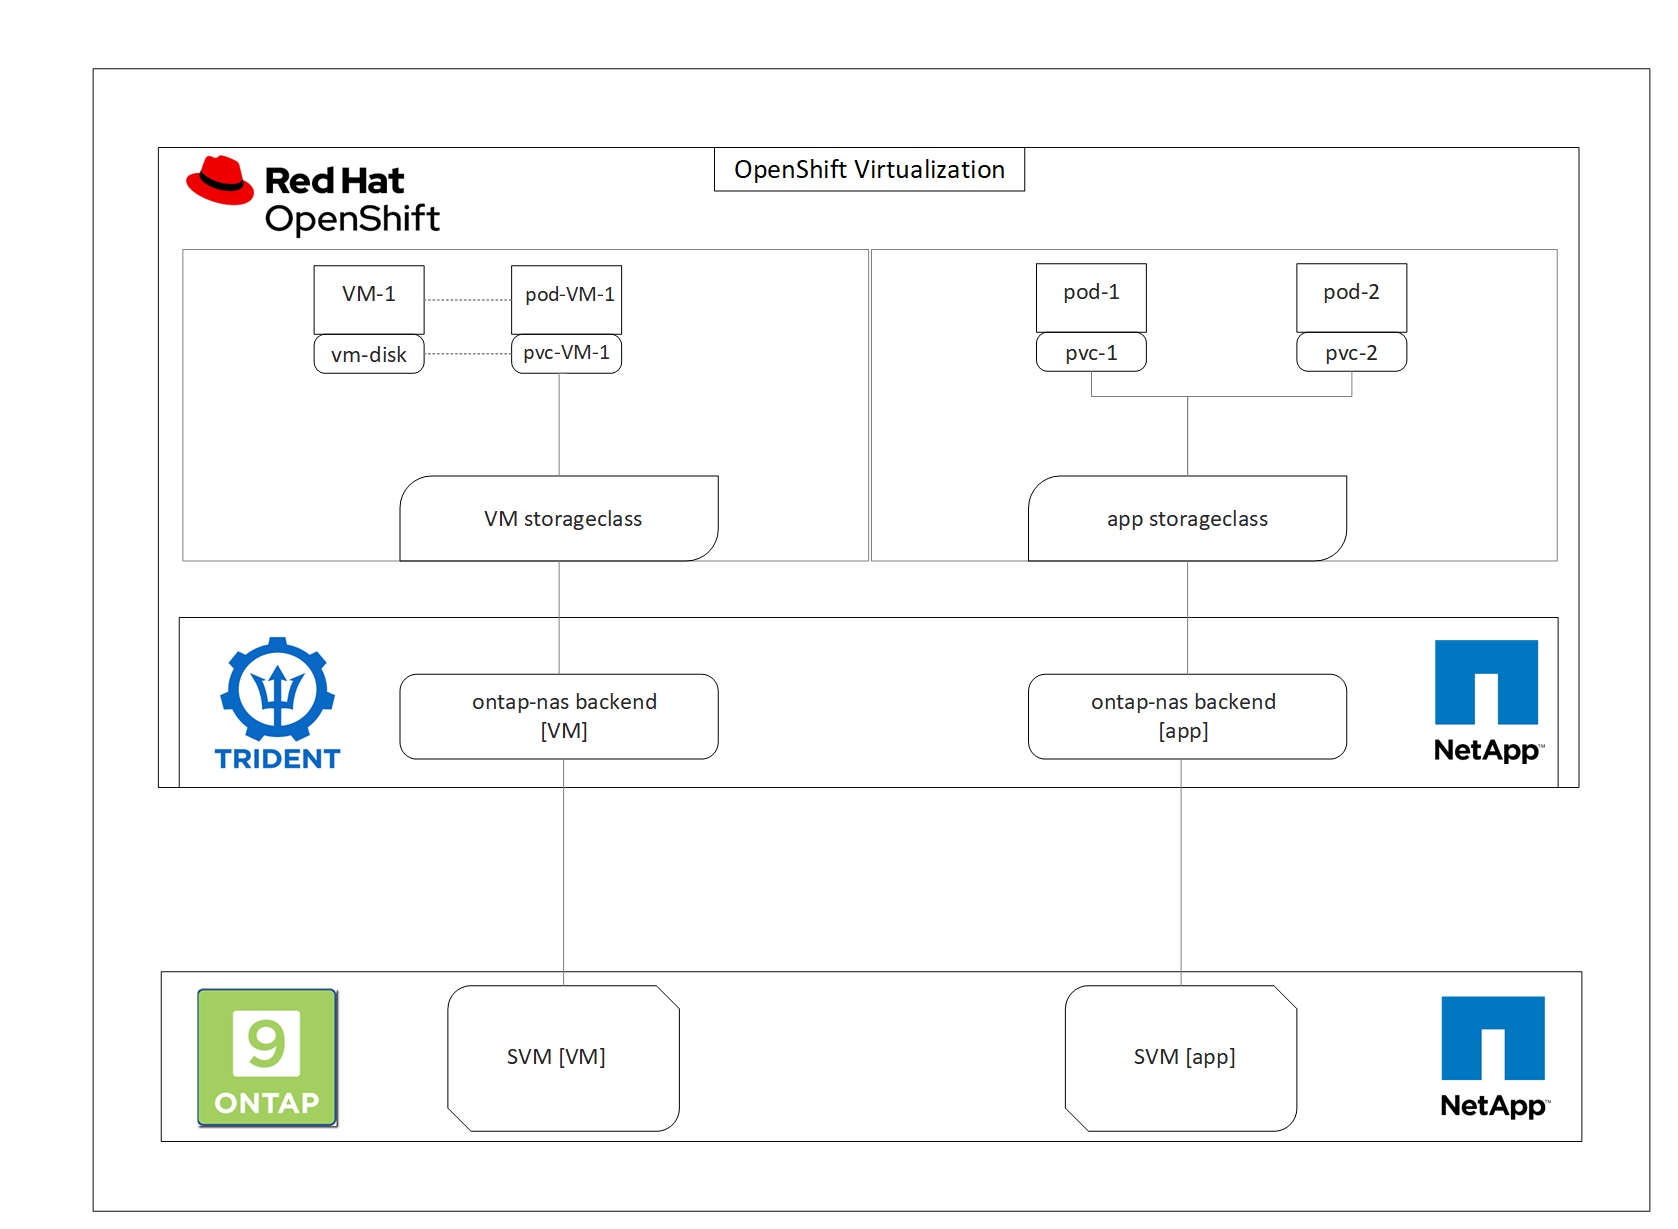 OpenShift Virtualization
Red Hat
OpenShift
VM-1
pod-VM-1
vm-disk
pvc-VM-1
pod-1
pod-2
pvc-1
pvc-2
VM storageclass
app storageclass
TRIDENT
ontap-nas backend
[VM]
ontap-nas backend
[app]
NetApp™
9
ONTAP
SVM [VM]
SVM [app]
NetApp™